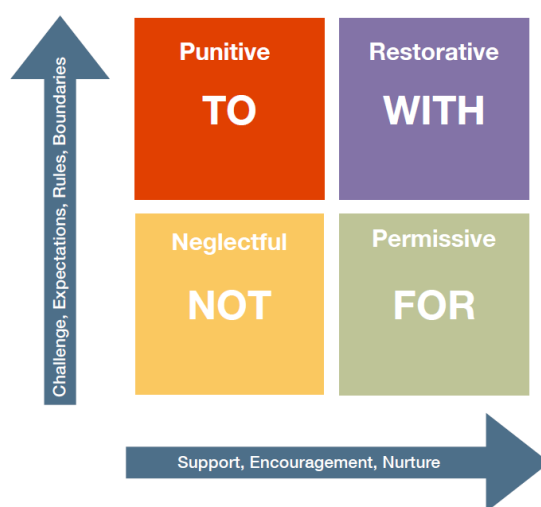 Challenge, Expectations, Rules, Boundaries
Punitive
TO
Restorative
WITH
Neglectful
NOT
Permissive
FOR
Support, Encouragement, Nurture